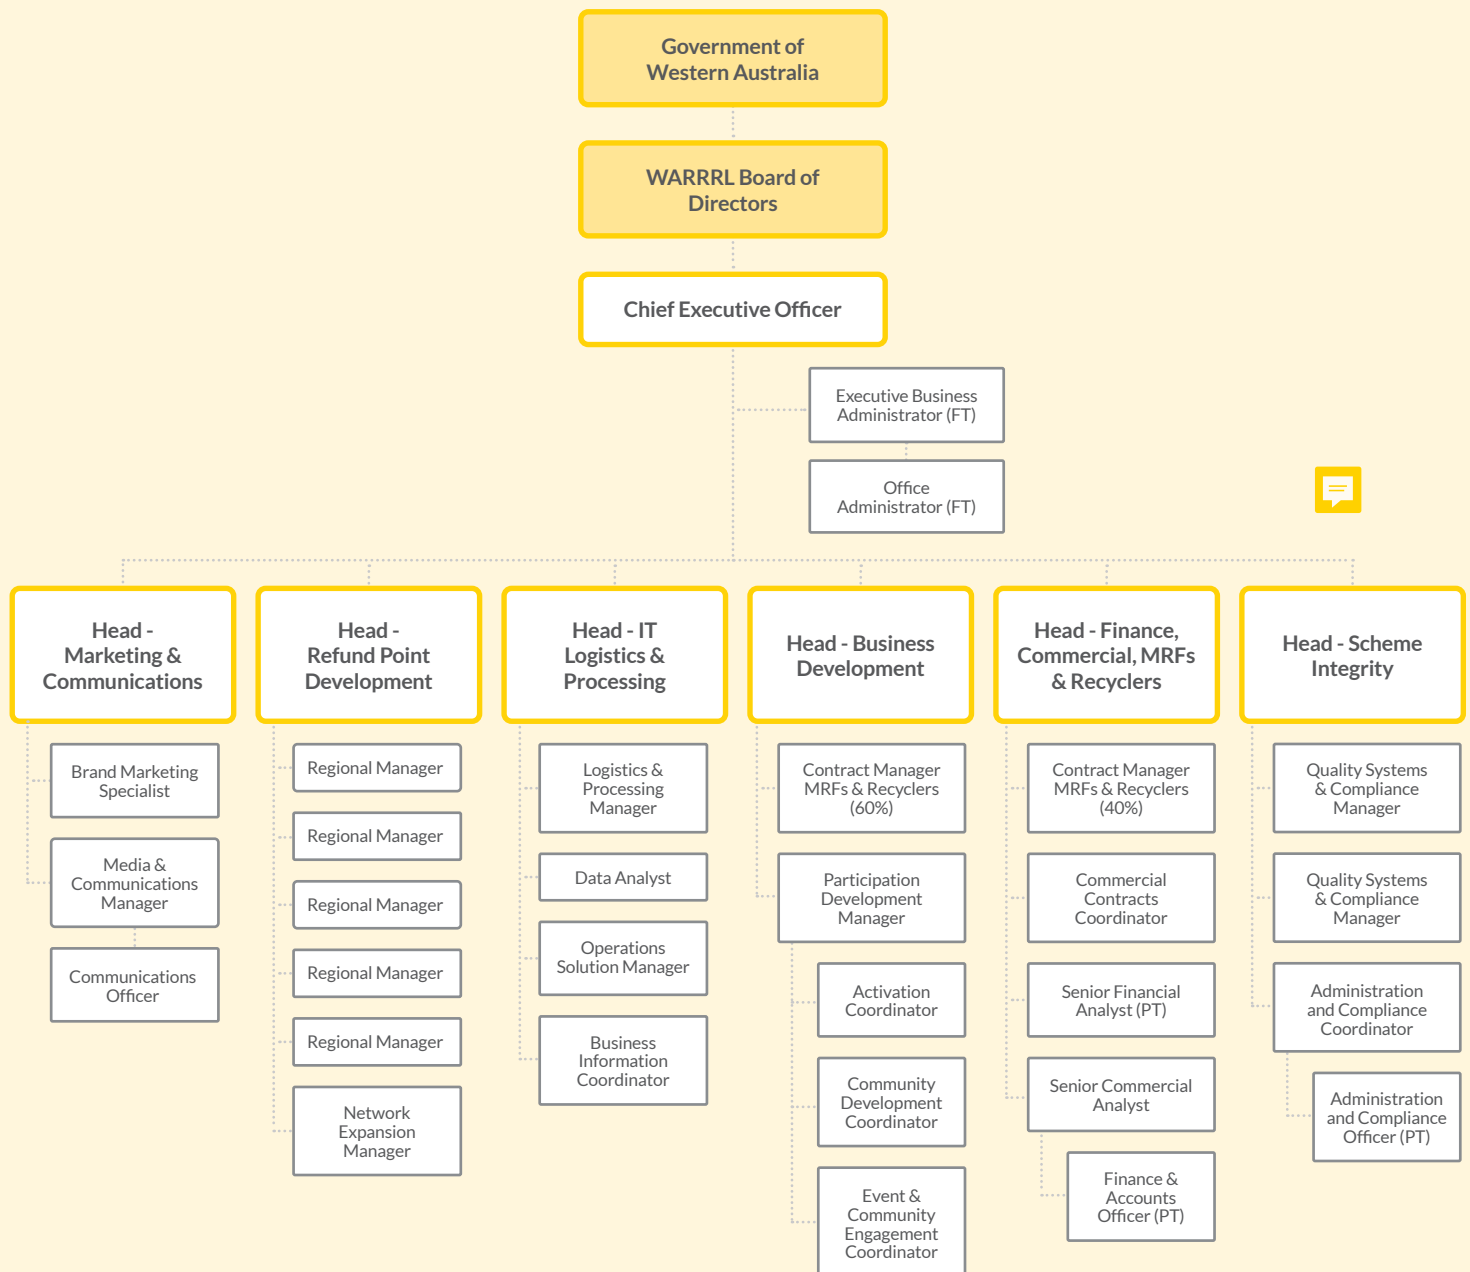 Government of
Western Australia
WARRRL Board of
Directors
Chief Executive Officer
Executive Business
Administrator (FT)
Office
Administrator (FT)
Head -
Marketing &
Communications
Brand Marketing
Specialist
Media &
Communications
Manager
Communications
Officer
Head -
Refund Point
Development
Regional Manager
Regional Manager
Regional Manager
Regional Manager
Regional Manager
Network
Expansion
Manager
Head - IT
Logistics &
Processing
Logistics &
Processing
Manager
Data Analyst
Operations
Solution Manager
Business
Information
Coordinator
Head - Business
Development
Contract Manager
MRFs & Recyclers
(60%)
Participation
Development
Manager
Activation
Coordinator
Community
Development
Coordinator
Event &
Community
Engagement
Coordinator
Head - Finance,
Commercial, MRFs
& Recyclers
Contract Manager
MRFs & Recyclers
(40%)
Commercial
Contracts
Coordinator
Senior Financial
Analyst (PT)
Senior Commercial
Analyst
Finance &
Accounts
Officer (PT)
Head - Scheme
Integrity
Quality Systems
& Compliance
Manager
Quality Systems
& Compliance
Manager
Administration
and Compliance
Coordinator
Administration
and Compliance
Officer (PT)